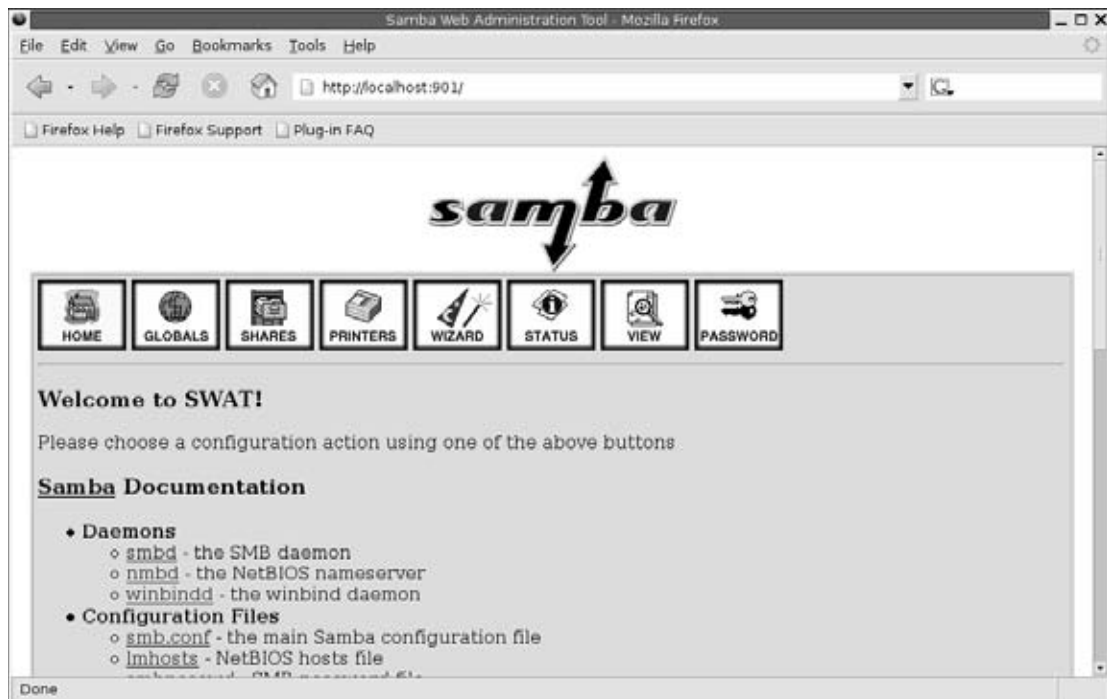 Samba Web Administration Tool - Mozilla Firefox
File Edit View Go Bookmarks Tools Help
http://localhost:901/
G
Firefox Help Firefox Support Plug-in FAQ
samba
HOME GLOBALS SHARES PRINTERS WIZARD STATUS VIEW PASSWORD
Welcome to SWAT!
Please choose a configuration action using one of the above buttons
Samba Documentation
Daemons
smbd - the SMB daemon
nmbd - the NetBIOS nameserver
winbindd - the winbind daemon
Configuration Files
smb.conf - the main Samba configuration file
lmhosts - NetBIOS hosts file
Done